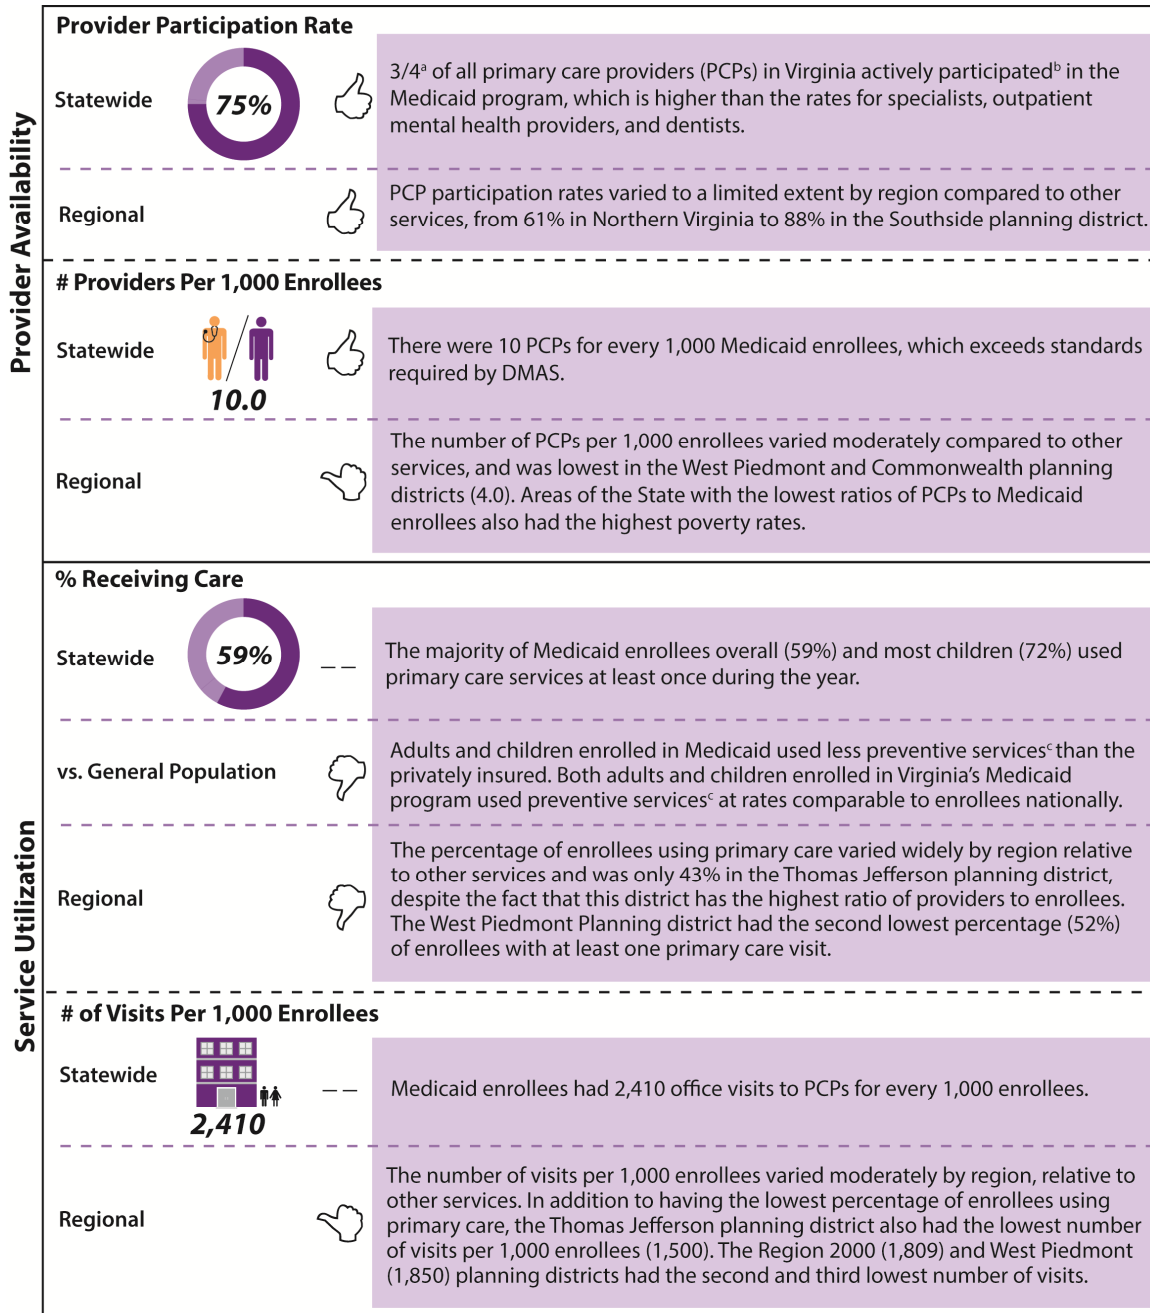 Provider Availability
Provider Participation Rate
Statewide
75%
3/4ᵃ of all primary care providers (PCPs) in Virginia actively participatedᵇ in the
Medicaid program, which is higher than the rates for specialists, outpatient
mental health providers, and dentists.
Regional
PCP participation rates varied to a limited extent by region compared to other
services, from 61% in Northern Virginia to 88% in the Southside planning district.
# Providers Per 1,000 Enrollees
Statewide
10.0
There were 10 PCPs for every 1,000 Medicaid enrollees, which exceeds standards
required by DMAS.
Regional
The number of PCPs per 1,000 enrollees varied moderately compared to other
services, and was lowest in the West Piedmont and Commonwealth planning
districts (4.0). Areas of the State with the lowest ratios of PCPs to Medicaid
enrollees also had the highest poverty rates.
Service Utilization
% Receiving Care
Statewide
59%
– –
The majority of Medicaid enrollees overall (59%) and most children (72%) used
primary care services at least once during the year.
vs. General Population
Adults and children enrolled in Medicaid used less preventive servicesᶜ than the
privately insured. Both adults and children enrolled in Virginia's Medicaid
program used preventive servicesᶜ at rates comparable to enrollees nationally.
Regional
The percentage of enrollees using primary care varied widely by region relative
to other services and was only 43% in the Thomas Jefferson planning district,
despite the fact that this district has the highest ratio of providers to enrollees.
The West Piedmont Planning district had the second lowest percentage (52%)
of enrollees with at least one primary care visit.
# of Visits Per 1,000 Enrollees
Statewide
2,410
– –
Medicaid enrollees had 2,410 office visits to PCPs for every 1,000 enrollees.
Regional
The number of visits per 1,000 enrollees varied moderately by region, relative to
other services. In addition to having the lowest percentage of enrollees using
primary care, the Thomas Jefferson planning district also had the lowest number
of visits per 1,000 enrollees (1,500). The Region 2000 (1,809) and West Piedmont
(1,850) planning districts had the second and third lowest number of visits.